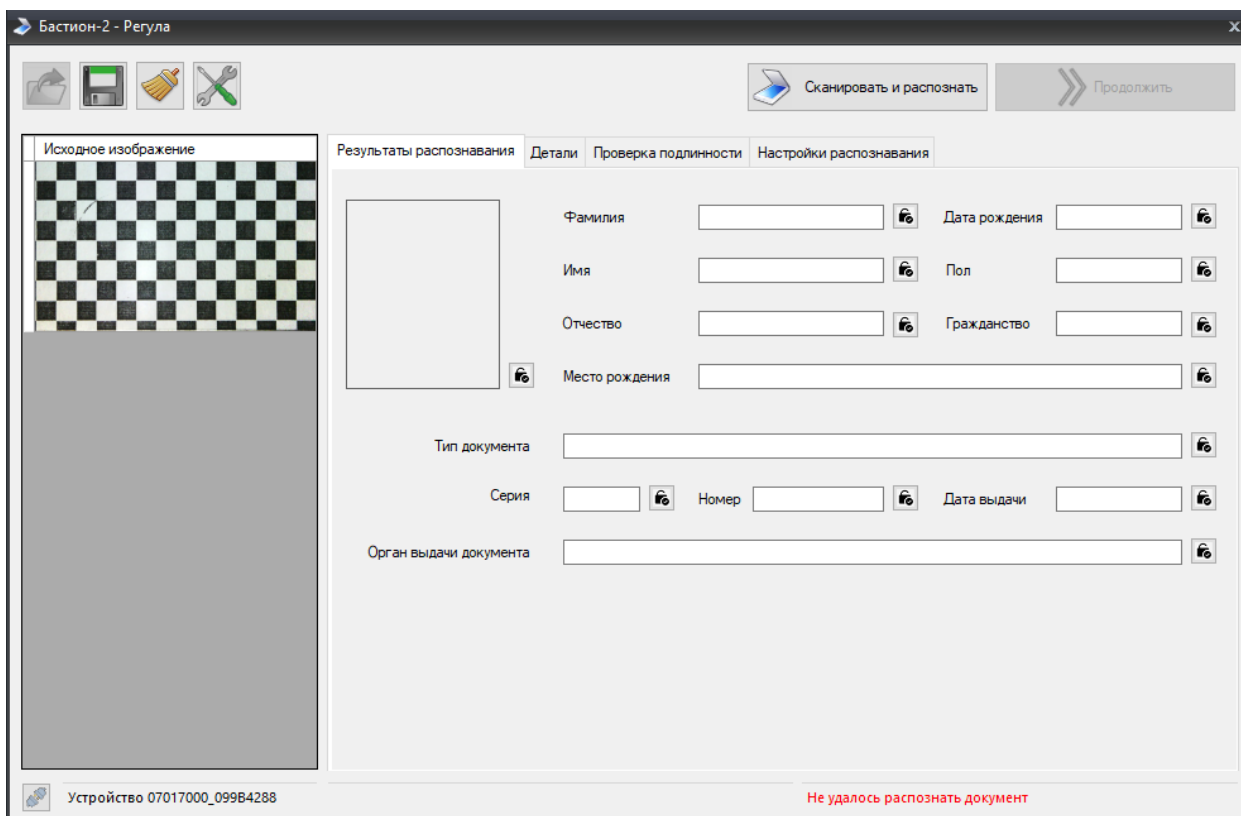 Бастион-2 - Регула
Сканировать и распознать
Продолжить
Исходное изображение
Результаты распознавания Детали Проверка подлинности Настройки распознавания
Фамилия Дата рождения
Имя Пол
Отчество Гражданство
Место рождения
Тип документа
Серия Номер Дата выдачи
Орган выдачи документа
Устройство 07017000_099B4288 Не удалось распознать документ